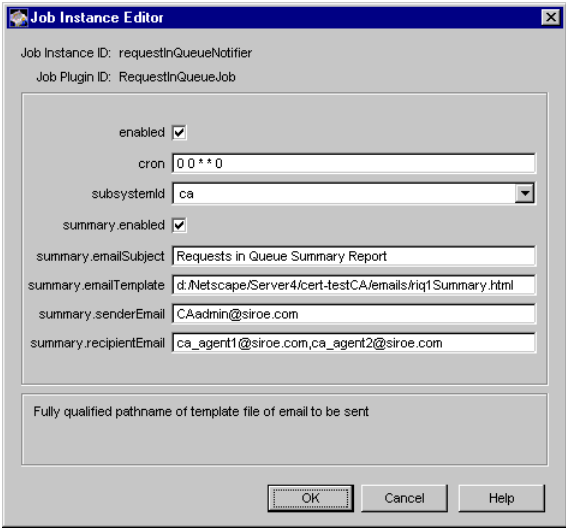 Job Instance Editor
Job Instance ID: requestInQueueNotifier
Job Plugin ID: RequestInQueueJob
enabled
cron 0 0 * * 0
subsystemId ca
summary.enabled
summary.emailSubject Requests in Queue Summary Report
summary.emailTemplate d:/Netscape/Server4/cert-testCA/emails/riq1Summary.html
summary.senderEmail CAadmin@siroe.com
summary.recipientEmail ca_agent1@siroe.com,ca_agent2@siroe.com
Fully qualified pathname of template file of email to be sent
OK Cancel Help